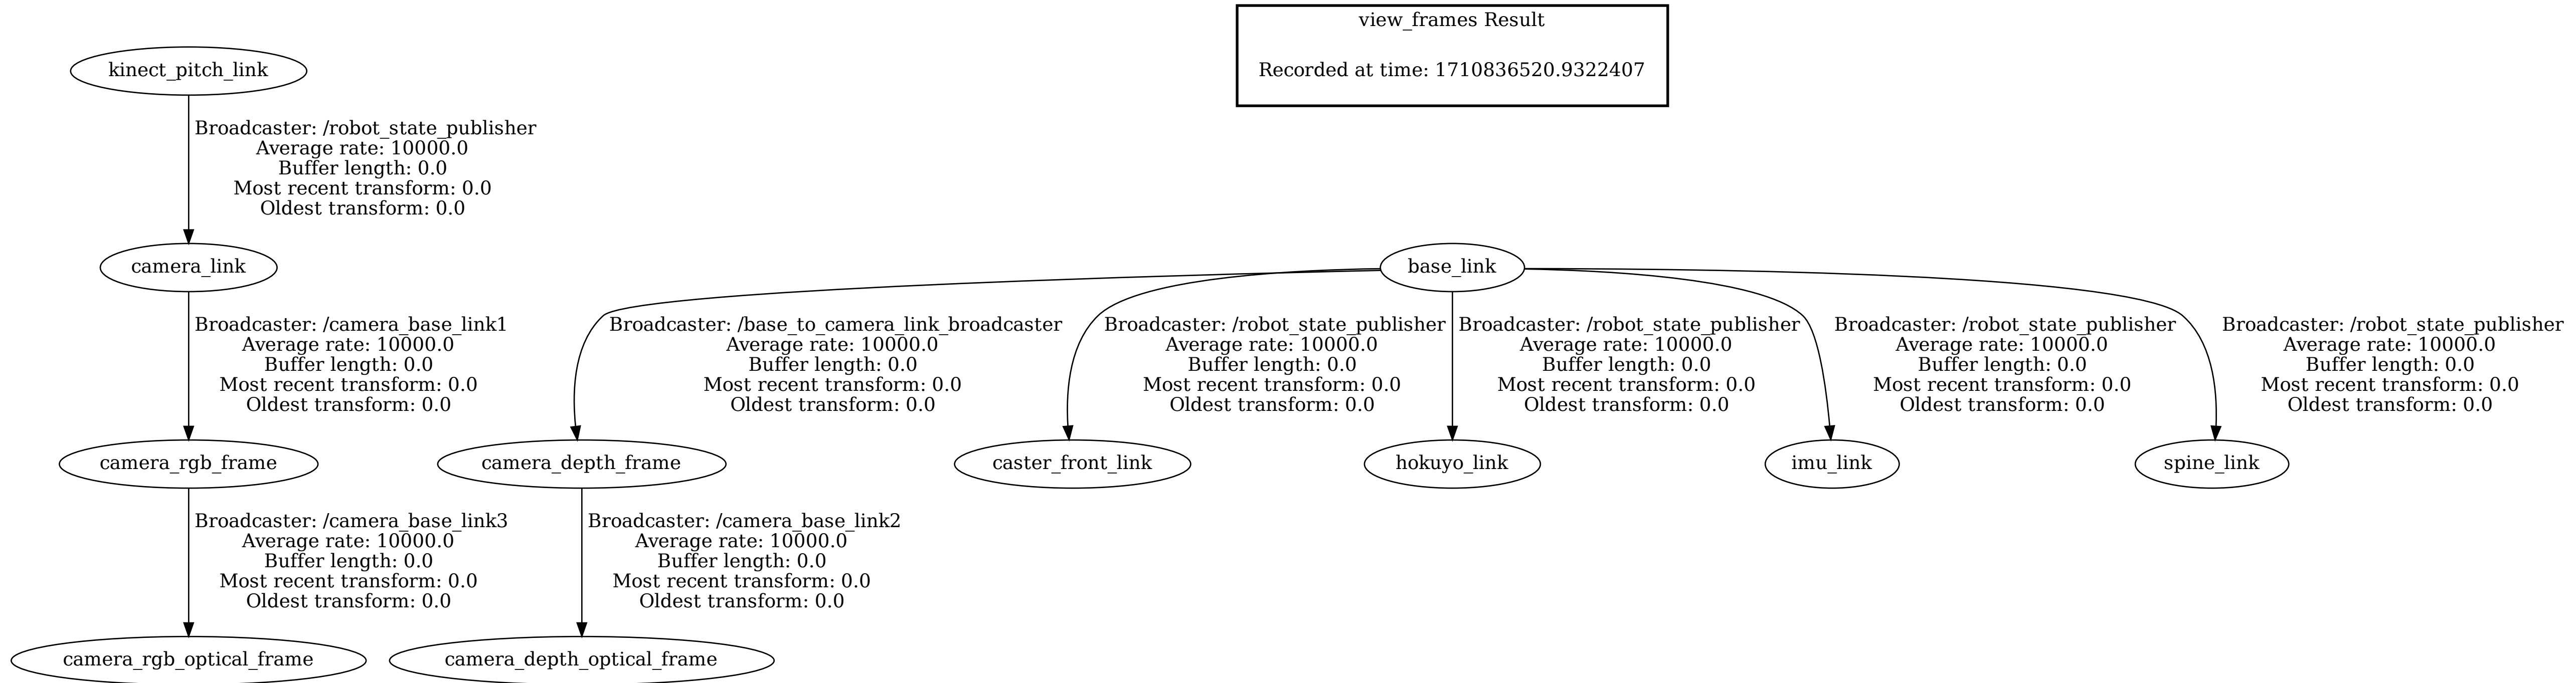 view_frames Result
Recorded at time: 1710836520.9322407
kinect_pitch_link
Broadcaster: /robot_state_publisher
Average rate: 10000.0
Buffer length: 0.0
Most recent transform: 0.0
Oldest transform: 0.0
camera_link
base_link
Broadcaster: /camera_base_link1
Average rate: 10000.0
Buffer length: 0.0
Most recent transform: 0.0
Oldest transform: 0.0
Broadcaster: /base_to_camera_link_broadcaster
Average rate: 10000.0
Buffer length: 0.0
Most recent transform: 0.0
Oldest transform: 0.0
Broadcaster: /robot_state_publisher
Average rate: 10000.0
Buffer length: 0.0
Most recent transform: 0.0
Oldest transform: 0.0
Broadcaster: /robot_state_publisher
Average rate: 10000.0
Buffer length: 0.0
Most recent transform: 0.0
Oldest transform: 0.0
Broadcaster: /robot_state_publisher
Average rate: 10000.0
Buffer length: 0.0
Most recent transform: 0.0
Oldest transform: 0.0
Broadcaster: /robot_state_publisher
Average rate: 10000.0
Buffer length: 0.0
Most recent transform: 0.0
Oldest transform: 0.0
camera_rgb_frame
camera_depth_frame
caster_front_link
hokuyo_link
imu_link
spine_link
Broadcaster: /camera_base_link3
Average rate: 10000.0
Buffer length: 0.0
Most recent transform: 0.0
Oldest transform: 0.0
Broadcaster: /camera_base_link2
Average rate: 10000.0
Buffer length: 0.0
Most recent transform: 0.0
Oldest transform: 0.0
camera_rgb_optical_frame
camera_depth_optical_frame